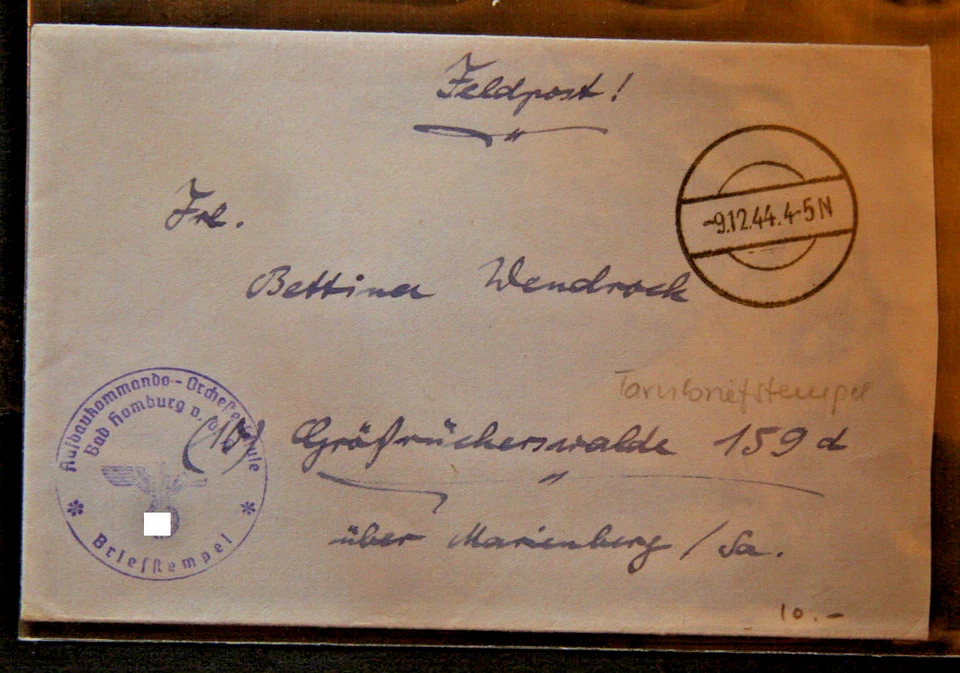 Feldpost!
-9.12.44.4-5N
Frl.
Bettina Wendrock
Tarnbriefstempel
(10) Großrückerswalde 159 d
über Marienberg / Sa.
Aufbaukommando - Orchesterschule
Bad Homburg v.
Briefstempel
10.-